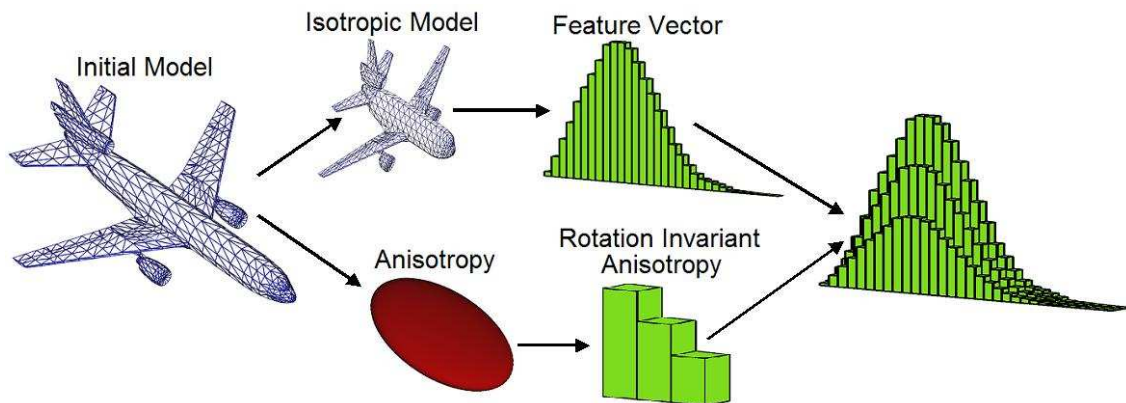 Initial Model
Isotropic Model
Feature Vector
Anisotropy
Rotation Invariant
Anisotropy